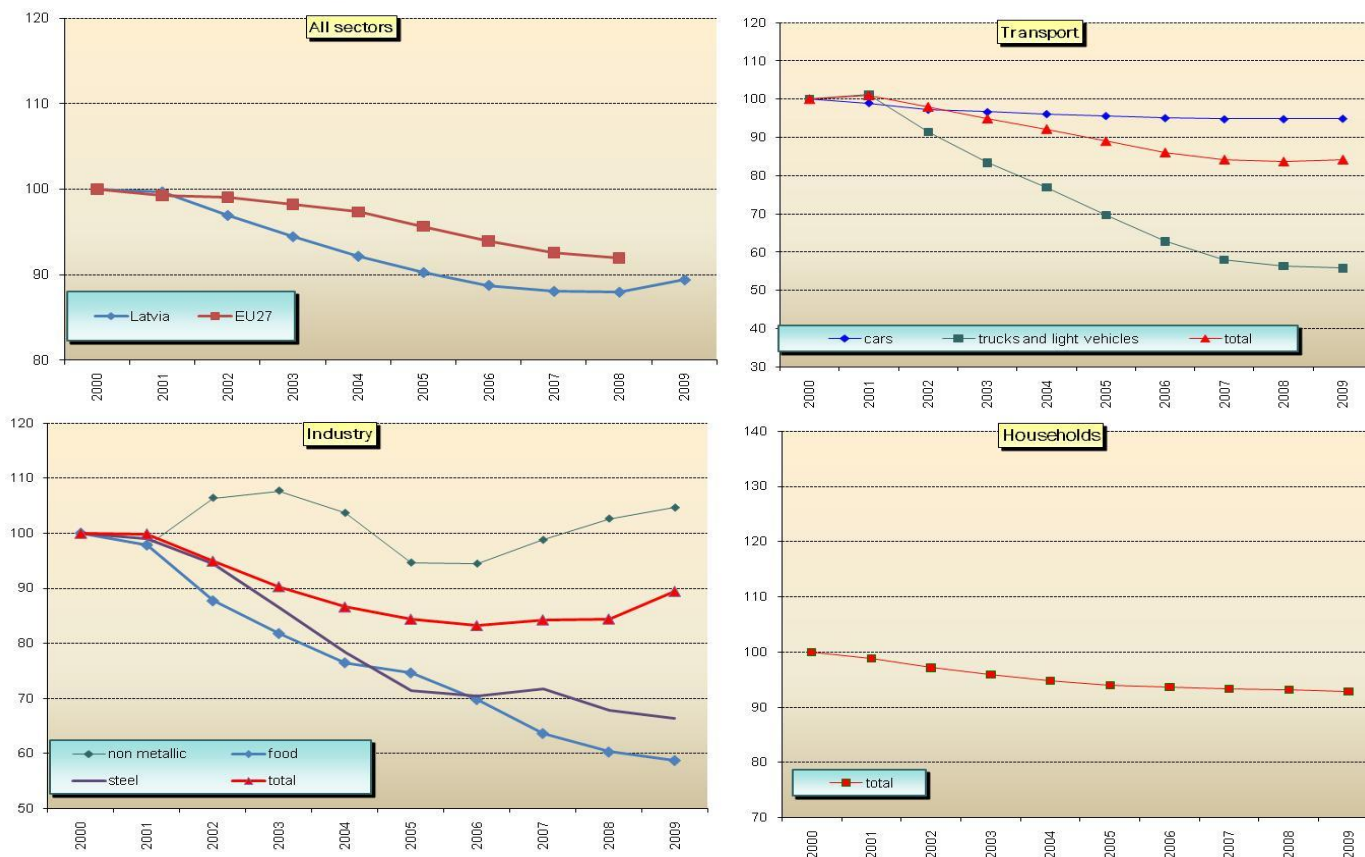 All sectors
120
110
100
90
80
Latvia EU27
2000 2001 2002 2003 2004 2005 2006 2007 2008 2009
Transport
120
110
100
90
80
70
60
50
40
30
cars trucks and light vehicles total
2000 2001 2002 2003 2004 2005 2006 2007 2008 2009
Industry
120
110
100
90
80
70
60
50
non metallic food
steel total
2000 2001 2002 2003 2004 2005 2006 2007 2008 2009
Households
140
130
120
110
100
90
80
70
total
2000 2001 2002 2003 2004 2005 2006 2007 2008 2009